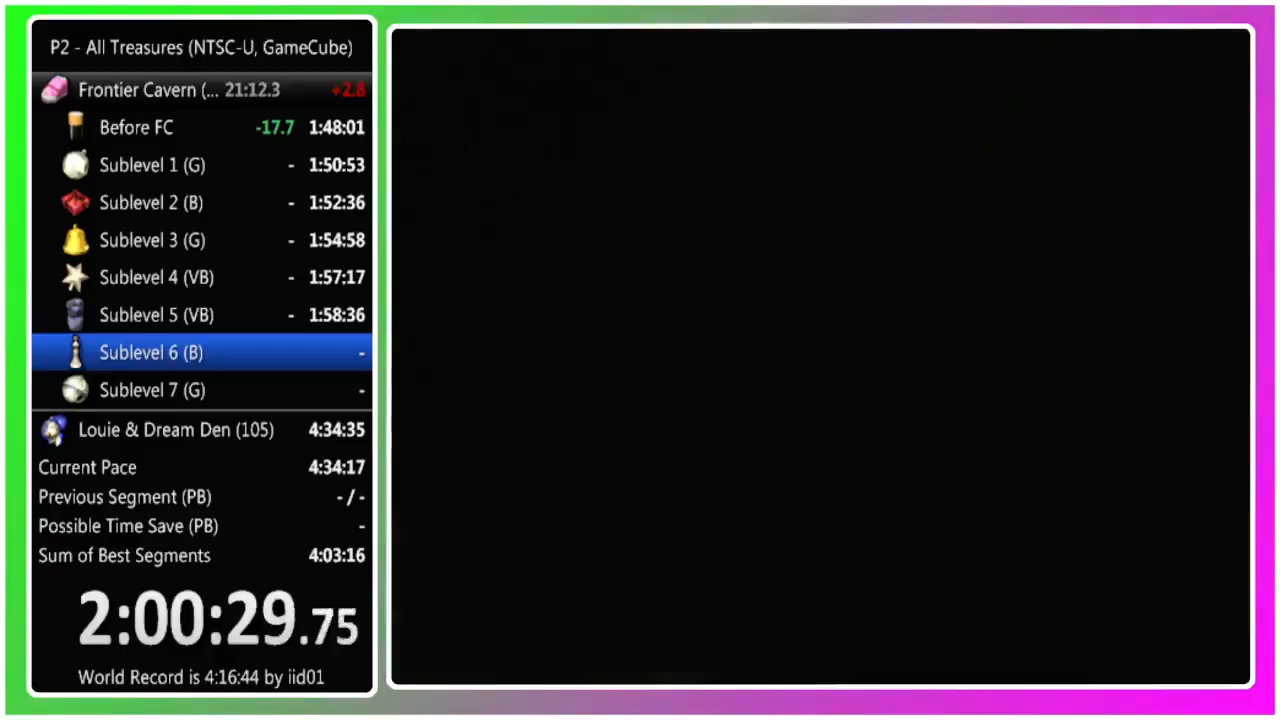 P2 - All Treasures (NTSC-U, GameCube)
Frontier Cavern (... 21:12.3 +2.8
Before FC -17.7 1:48:01
Sublevel 1 (G) - 1:50:53
Sublevel 2 (B) - 1:52:36
Sublevel 3 (G) - 1:54:58
Sublevel 4 (VB) - 1:57:17
Sublevel 5 (VB) - 1:58:36
Sublevel 6 (B) -
Sublevel 7 (G) -
Louie & Dream Den (105) 4:34:35
Current Pace 4:34:17
Previous Segment (PB) - / -
Possible Time Save (PB) -
Sum of Best Segments 4:03:16
2:00:29.75
World Record is 4:16:44 by iid01